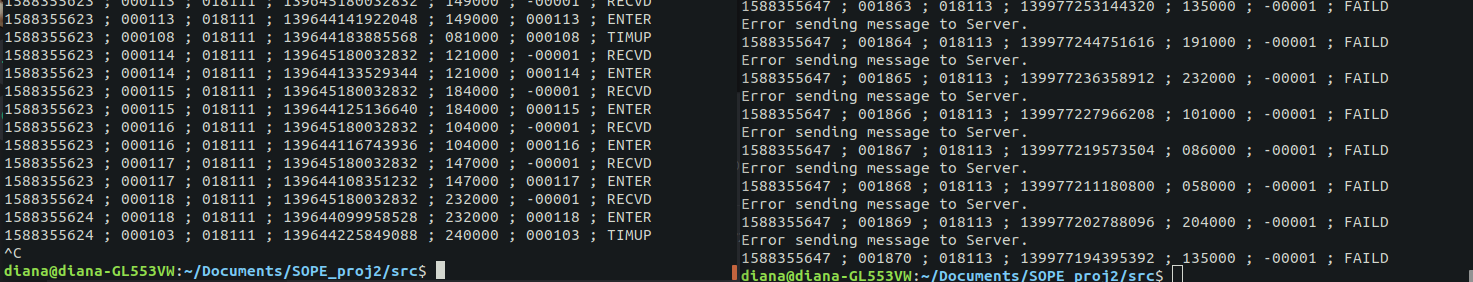 1588355623 ; 000113 ; 018111 ; 139645180032832 ; 149000 ; -00001 ; RECVD
1588355623 ; 000113 ; 018111 ; 139644141922048 ; 149000 ; 000113 ; ENTER
1588355623 ; 000108 ; 018111 ; 139644183885568 ; 081000 ; 000108 ; TIMUP
1588355623 ; 000114 ; 018111 ; 139645180032832 ; 121000 ; -00001 ; RECVD
1588355623 ; 000114 ; 018111 ; 139644133529344 ; 121000 ; 000114 ; ENTER
1588355623 ; 000115 ; 018111 ; 139645180032832 ; 184000 ; -00001 ; RECVD
1588355623 ; 000115 ; 018111 ; 139644125136640 ; 184000 ; 000115 ; ENTER
1588355623 ; 000116 ; 018111 ; 139645180032832 ; 104000 ; -00001 ; RECVD
1588355623 ; 000116 ; 018111 ; 139644116743936 ; 104000 ; 000116 ; ENTER
1588355623 ; 000117 ; 018111 ; 139645180032832 ; 147000 ; -00001 ; RECVD
1588355623 ; 000117 ; 018111 ; 139644108351232 ; 147000 ; 000117 ; ENTER
1588355624 ; 000118 ; 018111 ; 139645180032832 ; 232000 ; -00001 ; RECVD
1588355624 ; 000118 ; 018111 ; 139644099958528 ; 232000 ; 000118 ; ENTER
1588355624 ; 000103 ; 018111 ; 139644225849088 ; 240000 ; 000103 ; TIMUP
^C
diana@diana-GL553VW:~/Documents/SOPE_proj2/src$
1588355647 ; 001863 ; 018113 ; 139977253144320 ; 135000 ; -00001 ; FAILD
Error sending message to Server.
1588355647 ; 001864 ; 018113 ; 139977244751616 ; 191000 ; -00001 ; FAILD
Error sending message to Server.
1588355647 ; 001865 ; 018113 ; 139977236358912 ; 232000 ; -00001 ; FAILD
Error sending message to Server.
1588355647 ; 001866 ; 018113 ; 139977227966208 ; 101000 ; -00001 ; FAILD
Error sending message to Server.
1588355647 ; 001867 ; 018113 ; 139977219573504 ; 086000 ; -00001 ; FAILD
Error sending message to Server.
1588355647 ; 001868 ; 018113 ; 139977211180800 ; 058000 ; -00001 ; FAILD
Error sending message to Server.
1588355647 ; 001869 ; 018113 ; 139977202788096 ; 204000 ; -00001 ; FAILD
Error sending message to Server.
1588355647 ; 001870 ; 018113 ; 139977194395392 ; 135000 ; -00001 ; FAILD
diana@diana-GL553VW:~/Documents/SOPE_proj2/src$